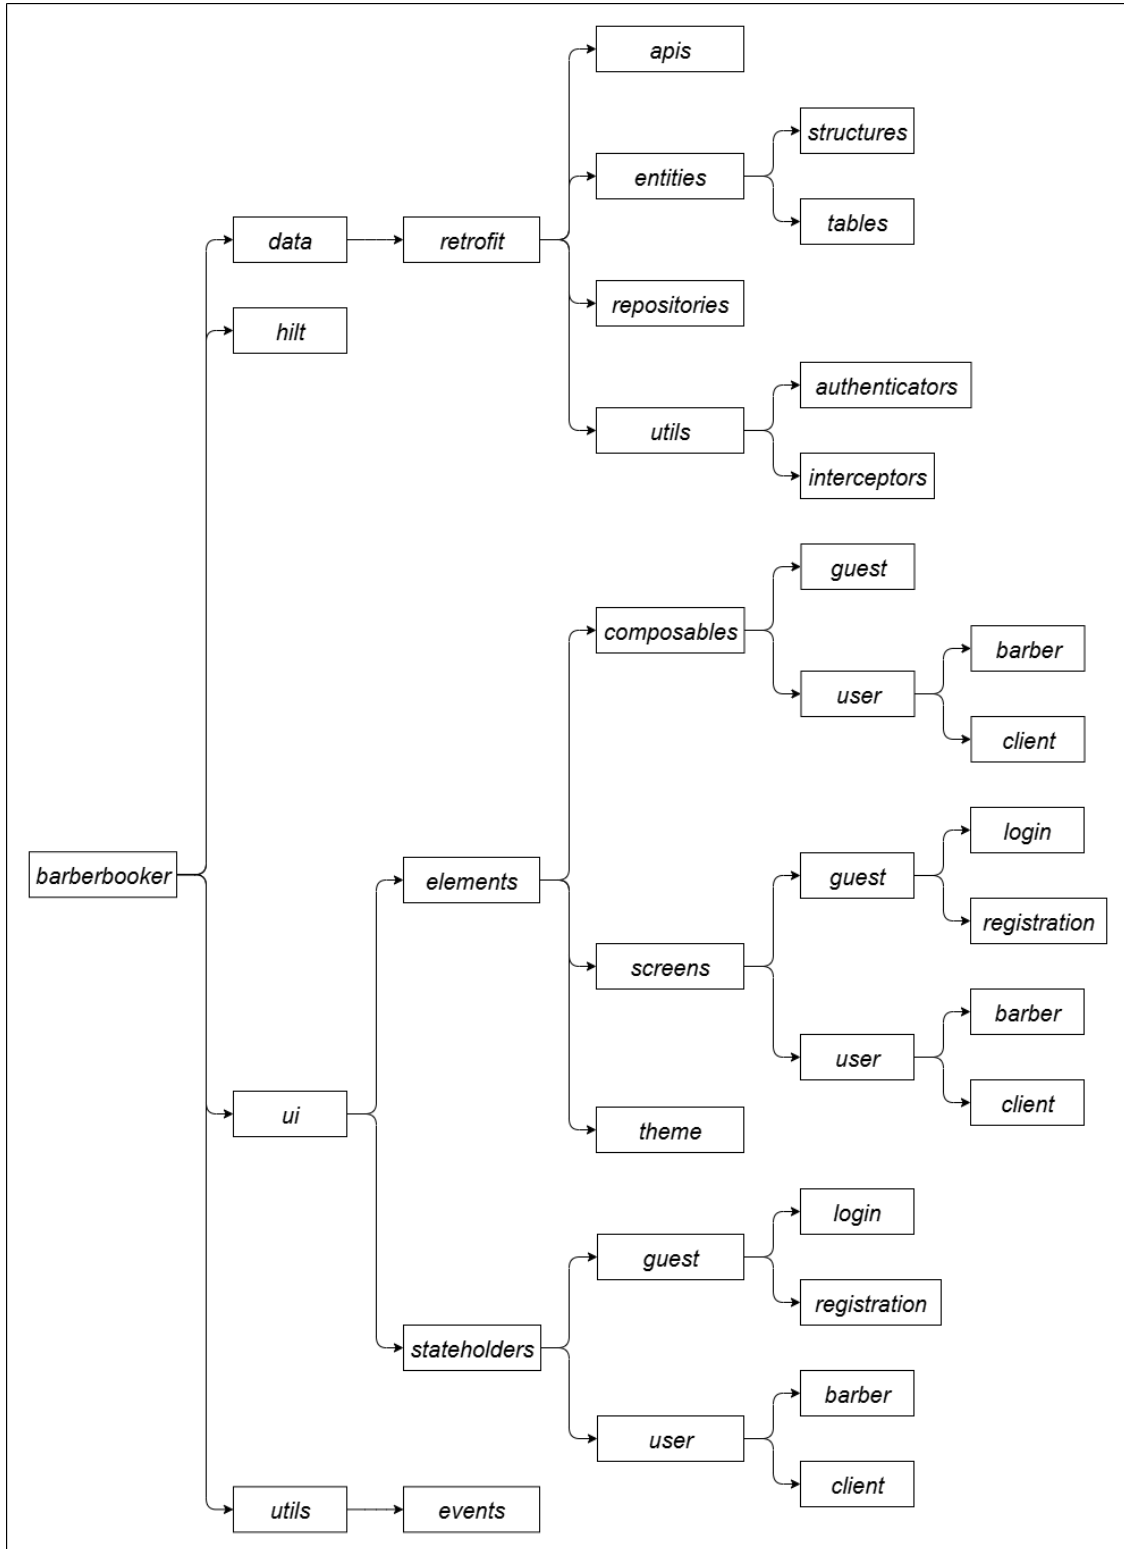 barberbooker
data
retrofit
apis
entities
structures
tables
repositories
utils
authenticators
interceptors
hilt
ui
elements
composables
guest
user
barber
client
screens
guest
login
registration
user
barber
client
theme
stateholders
guest
login
registration
user
barber
client
utils
events